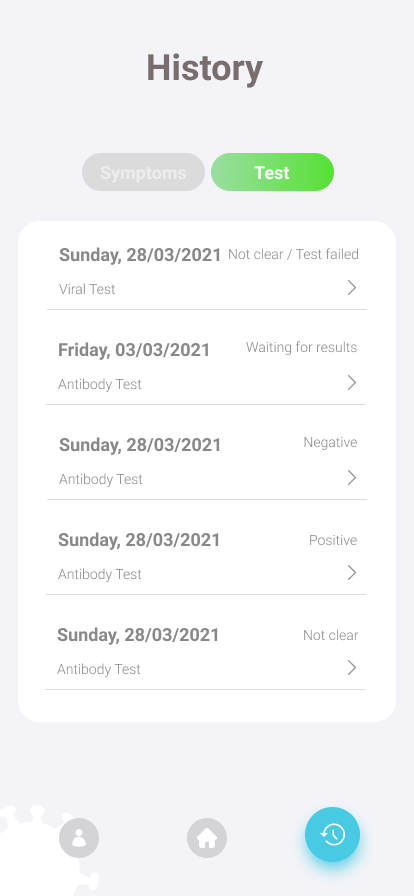 History
Symptoms Test
Sunday, 28/03/2021 Not clear / Test failed
Viral Test
Friday, 03/03/2021 Waiting for results
Antibody Test
Sunday, 28/03/2021 Negative
Antibody Test
Sunday, 28/03/2021 Positive
Antibody Test
Sunday, 28/03/2021 Not clear
Antibody Test